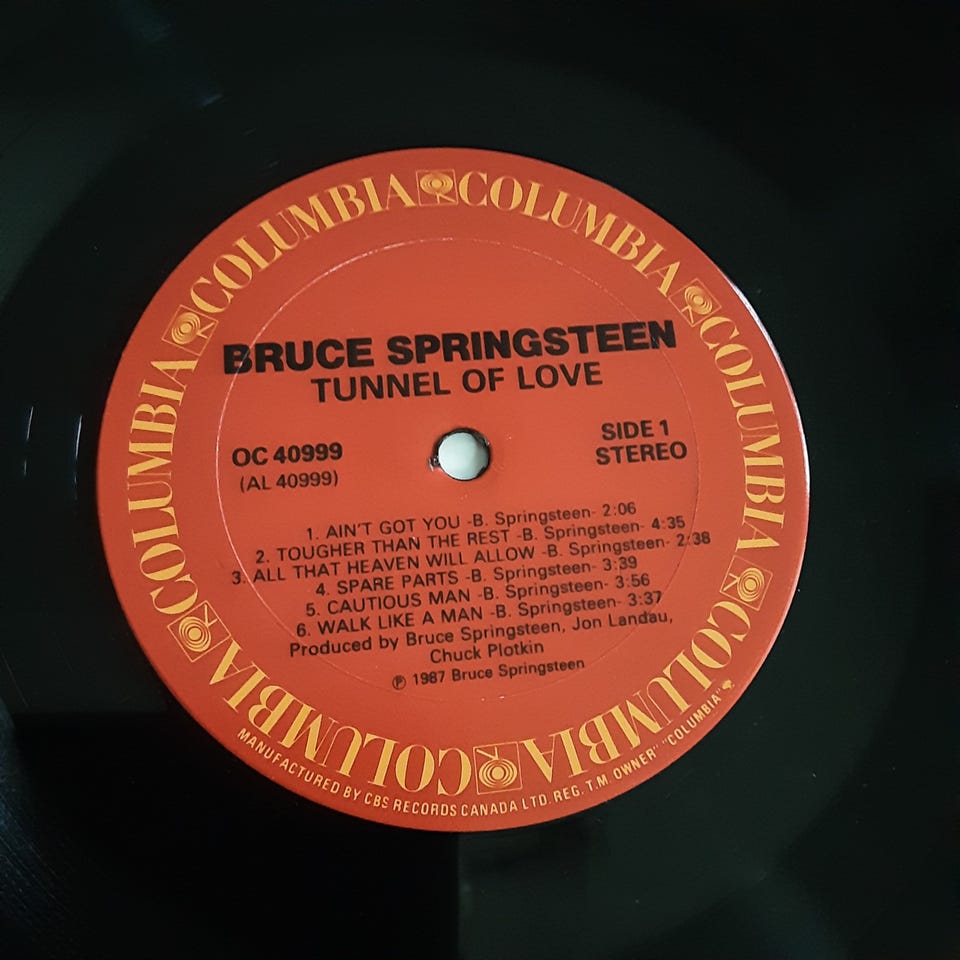 COLUMBIA COLUMBIA COLUMBIA COLUMBIA COLUMBIA COLUMBIA
BRUCE SPRINGSTEEN
TUNNEL OF LOVE
OC 40999
(AL 40999)
SIDE 1
STEREO
1. AIN'T GOT YOU -B. Springsteen- 2:06
2. TOUGHER THAN THE REST -B. Springsteen- 4:35
3. ALL THAT HEAVEN WILL ALLOW -B. Springsteen- 2:38
4. SPARE PARTS -B. Springsteen- 3:39
5. CAUTIOUS MAN -B. Springsteen- 3:56
6. WALK LIKE A MAN -B. Springsteen- 3:37
Produced by Bruce Springsteen, Jon Landau,
Chuck Plotkin
℗ 1987 Bruce Springsteen
MANUFACTURED BY CBS RECORDS CANADA LTD. REG. T.M. OWNER" "COLUMBIA",